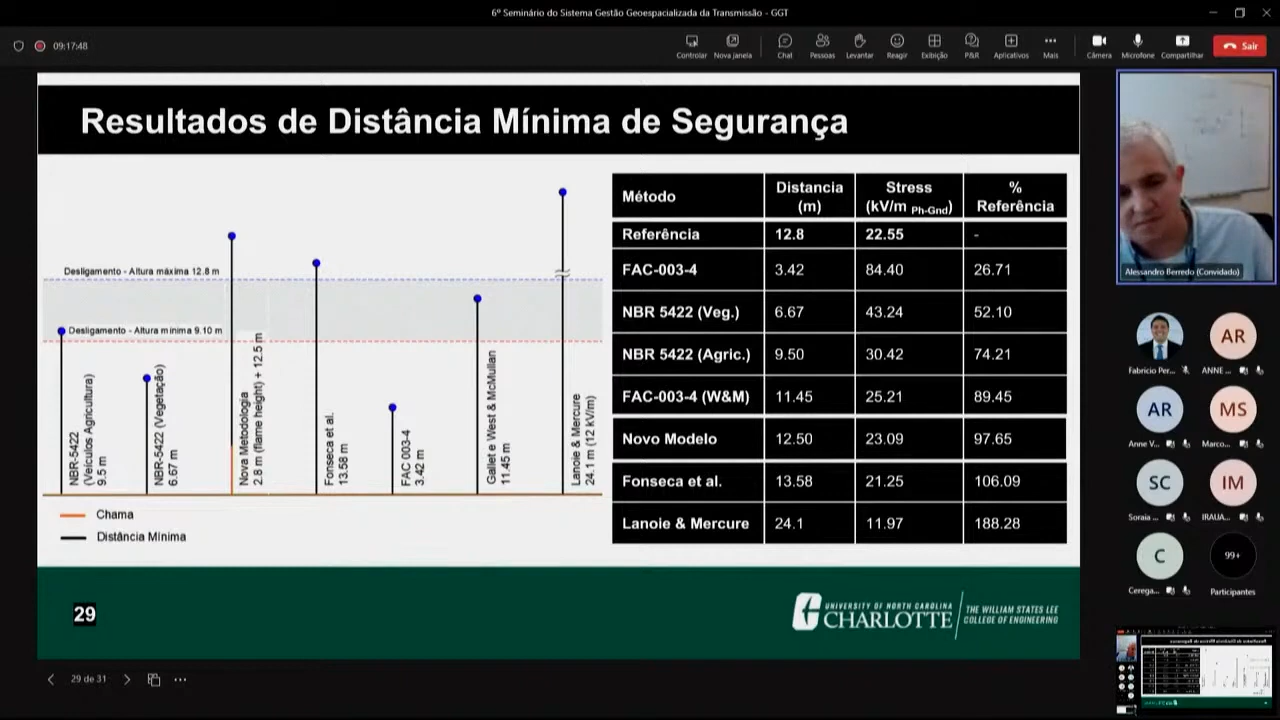 6º Seminário do Sistema Gestão Geoespacializada da Transmissão - GGT
09:17:48
Controlar
Nova janela
Chat
Pessoas
Levantar
Reagir
Exibição
P&R
Aplicativos
Mais
Câmera
Microfone
Compartilhar
Sair
Resultados de Distância Mínima de Segurança
Desligamento - Altura máxima 12.8 m
Desligamento - Altura mínima 9.10 m
NBR-5422
(Veículos Agricultura)
9.5 m
NBR-5422 (Vegetação)
6.67 m
Nova Metodologia
2.8 m (flame height) + 12.5 m
Fonseca et al.
13.58 m
FAC 003-4
3.42 m
Gallet e West & McMullan
11.45 m
Lanoie & Mercure
24.1 m (12 kV/m)
Chama
Distância Mínima
Método Distancia (m) Stress (kV/m Ph-Gnd) % Referência
Referência 12.8 22.55 -
FAC-003-4 3.42 84.40 26.71
NBR 5422 (Veg.) 6.67 43.24 52.10
NBR 5422 (Agric.) 9.50 30.42 74.21
FAC-003-4 (W&M) 11.45 25.21 89.45
Novo Modelo 12.50 23.09 97.65
Fonseca et al. 13.58 21.25 106.09
Lanoie & Mercure 24.1 11.97 188.28
29
UNIVERSITY OF NORTH CAROLINA
CHARLOTTE
THE WILLIAM STATES LEE
COLLEGE OF ENGINEERING
29 de 31
Alessandro Berredo (Convidado)
Fabricio Per...
AR
ANNE ...
AR
Anne V...
MS
Marco...
SC
Soraia ...
IM
IRAUA...
C
Cerega...
99+
Participantes